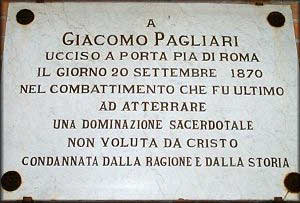 A
GIACOMO PAGLIARI
UCCISO A PORTA PIA DI ROMA
IL GIORNO 20 SETTEMBRE 1870
NEL COMBATTIMENTO CHE FU ULTIMO
AD ATTERRARE
UNA DOMINAZIONE SACERDOTALE
NON VOLUTA DA CRISTO
CONDANNATA DALLA RAGIONE E DALLA STORIA